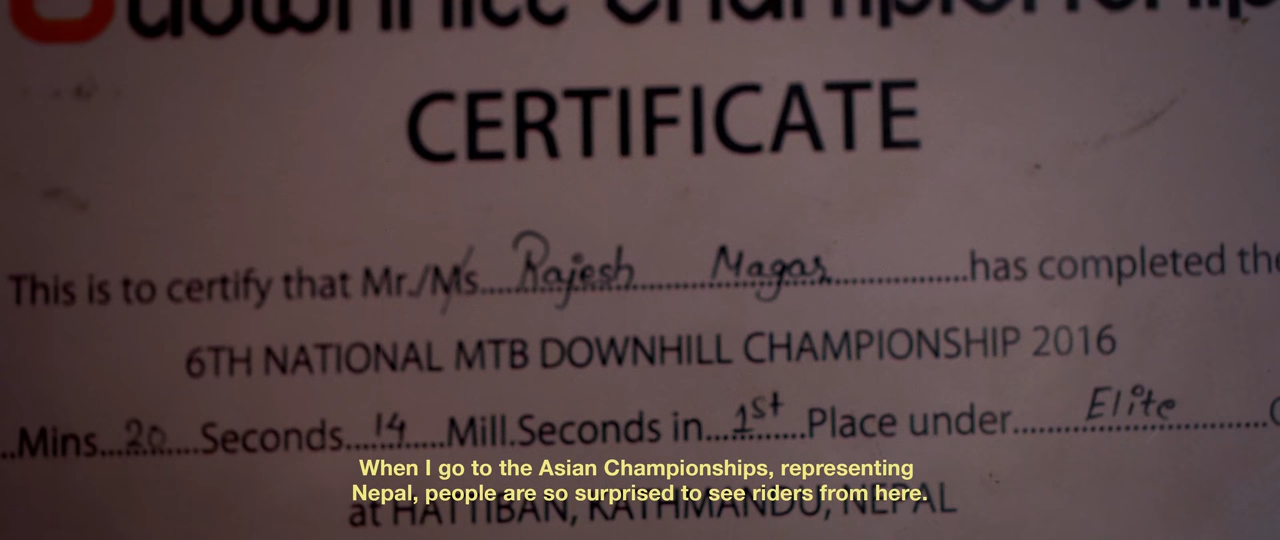 downhill Championship
CERTIFICATE
This is to certify that Mr./Ms....Rajesh Magar..............has completed the
6TH NATIONAL MTB DOWNHILL CHAMPIONSHIP 2016
..Mins...20....Seconds.....14.....Mill.Seconds in...1st......Place under..........Elite..........
When I go to the Asian Championships, representing
Nepal, people are so surprised to see riders from here.
at HATTIBAN, KATHMANDU, NEPAL